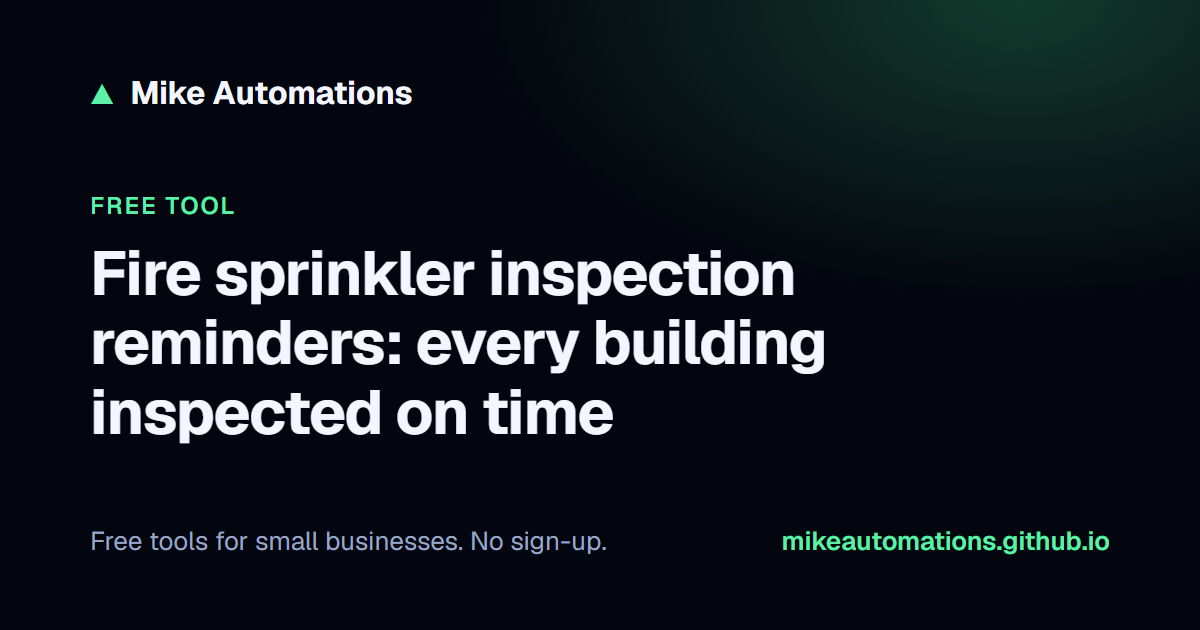 Mike Automations
FREE TOOL
Fire sprinkler inspection
reminders: every building
inspected on time
Free tools for small businesses. No sign-up.
mikeautomations.github.io